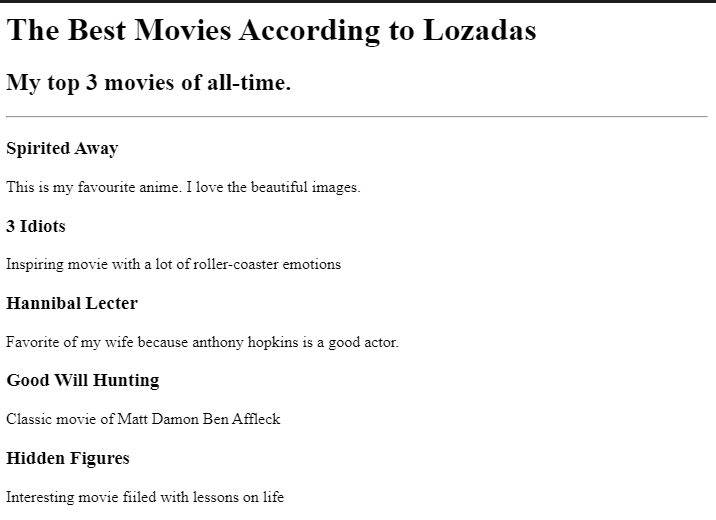 The Best Movies According to Lozadas
My top 3 movies of all-time.
Spirited Away
This is my favourite anime. I love the beautiful images.
3 Idiots
Inspiring movie with a lot of roller-coaster emotions
Hannibal Lecter
Favorite of my wife because anthony hopkins is a good actor.
Good Will Hunting
Classic movie of Matt Damon Ben Affleck
Hidden Figures
Interesting movie fiiled with lessons on life